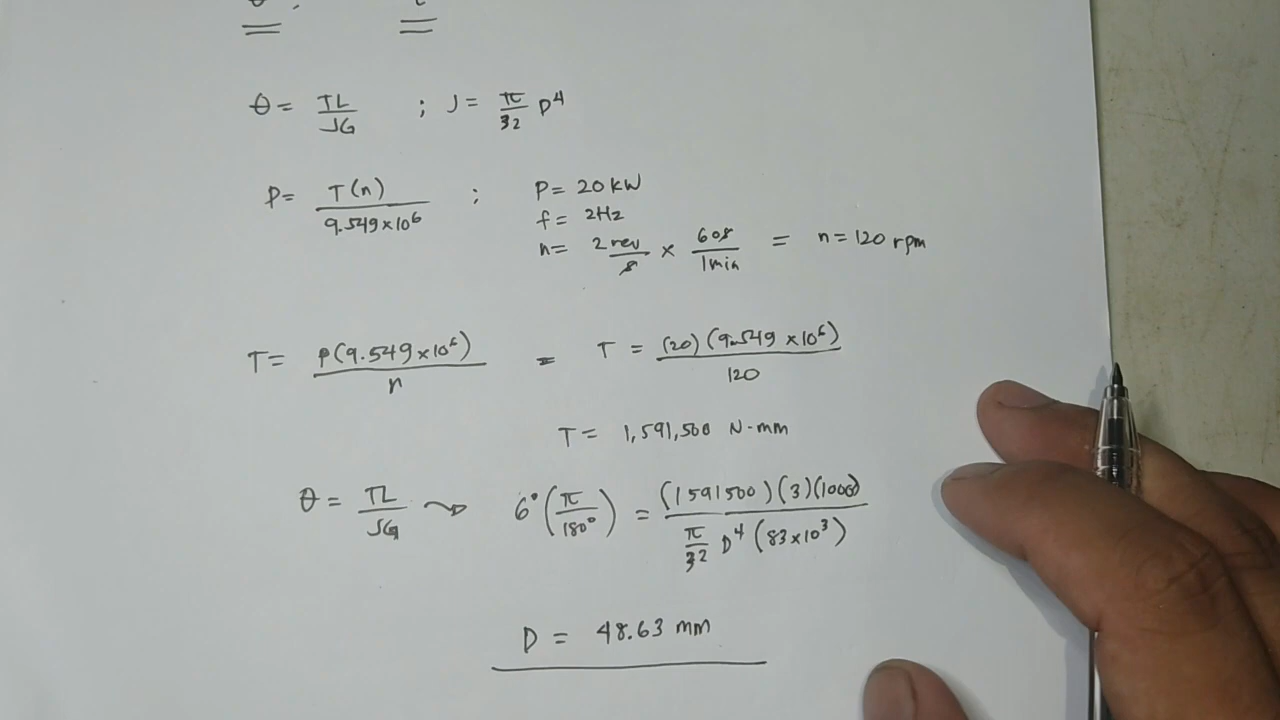 θ = TL/JG ; J = π/32 D⁴
P = T(n)/9.549×10⁶ ; P = 20 kW
f = 2Hz
n = 2 rev/s × 60s/1min = n = 120 rpm
T = P(9.549×10⁶)/n = T = (20)(9.549×10⁶)/120
T = 1,591,500 N·mm
θ = TL/JG ⤳ 6°(π/180°) = (1591500)(3)(1000)/π/32 D⁴(83×10³)
D = 48.63 mm